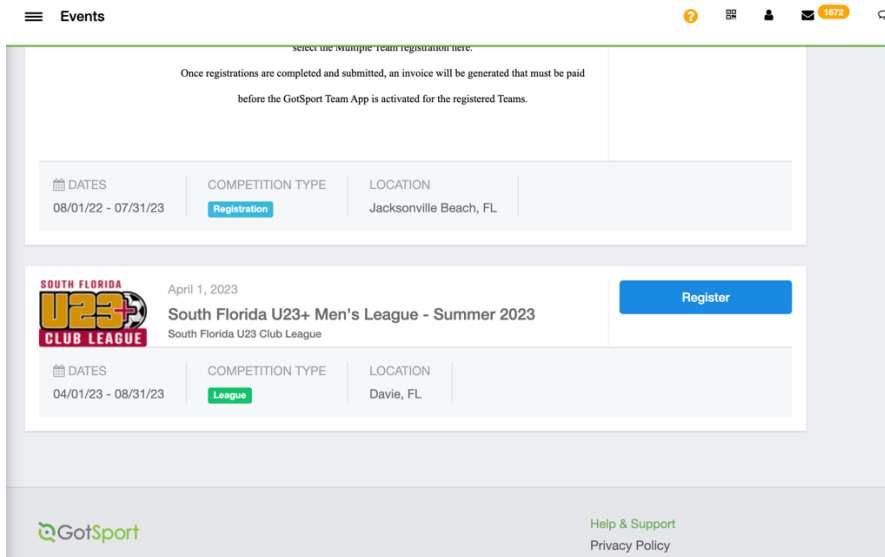 Events
1672
select the Multiple Team registration here.
Once registrations are completed and submitted, an invoice will be generated that must be paid
before the GotSport Team App is activated for the registered Teams.
DATES
COMPETITION TYPE
LOCATION
08/01/22 - 07/31/23
Registration
Jacksonville Beach, FL
SOUTH FLORIDA
U23+
CLUB LEAGUE
April 1, 2023
South Florida U23+ Men's League - Summer 2023
South Florida U23 Club League
Register
DATES
COMPETITION TYPE
LOCATION
04/01/23 - 08/31/23
League
Davie, FL
GotSport
Help & Support
Privacy Policy